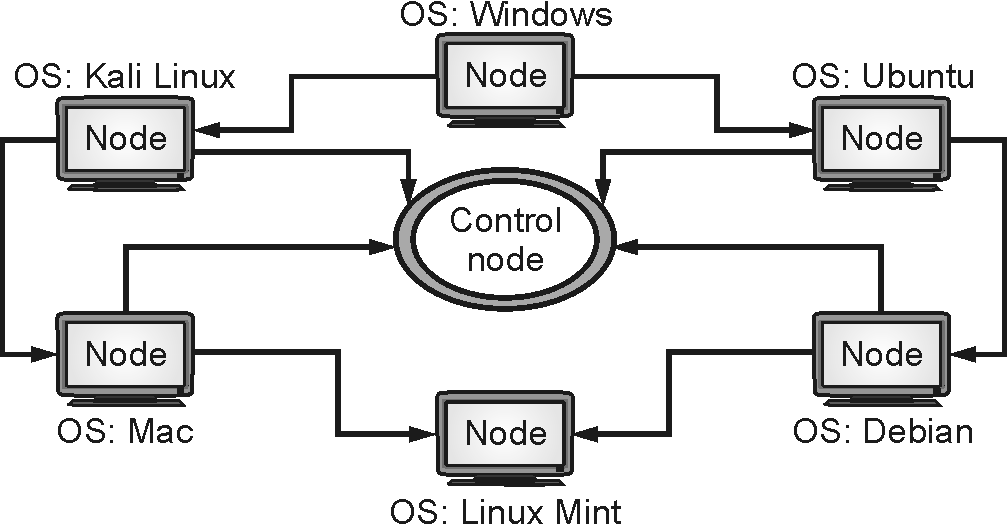 OS: Windows
Node
OS: Kali Linux
Node
OS: Ubuntu
Node
Control
node
Node
OS: Mac
Node
OS: Debian
Node
OS: Linux Mint